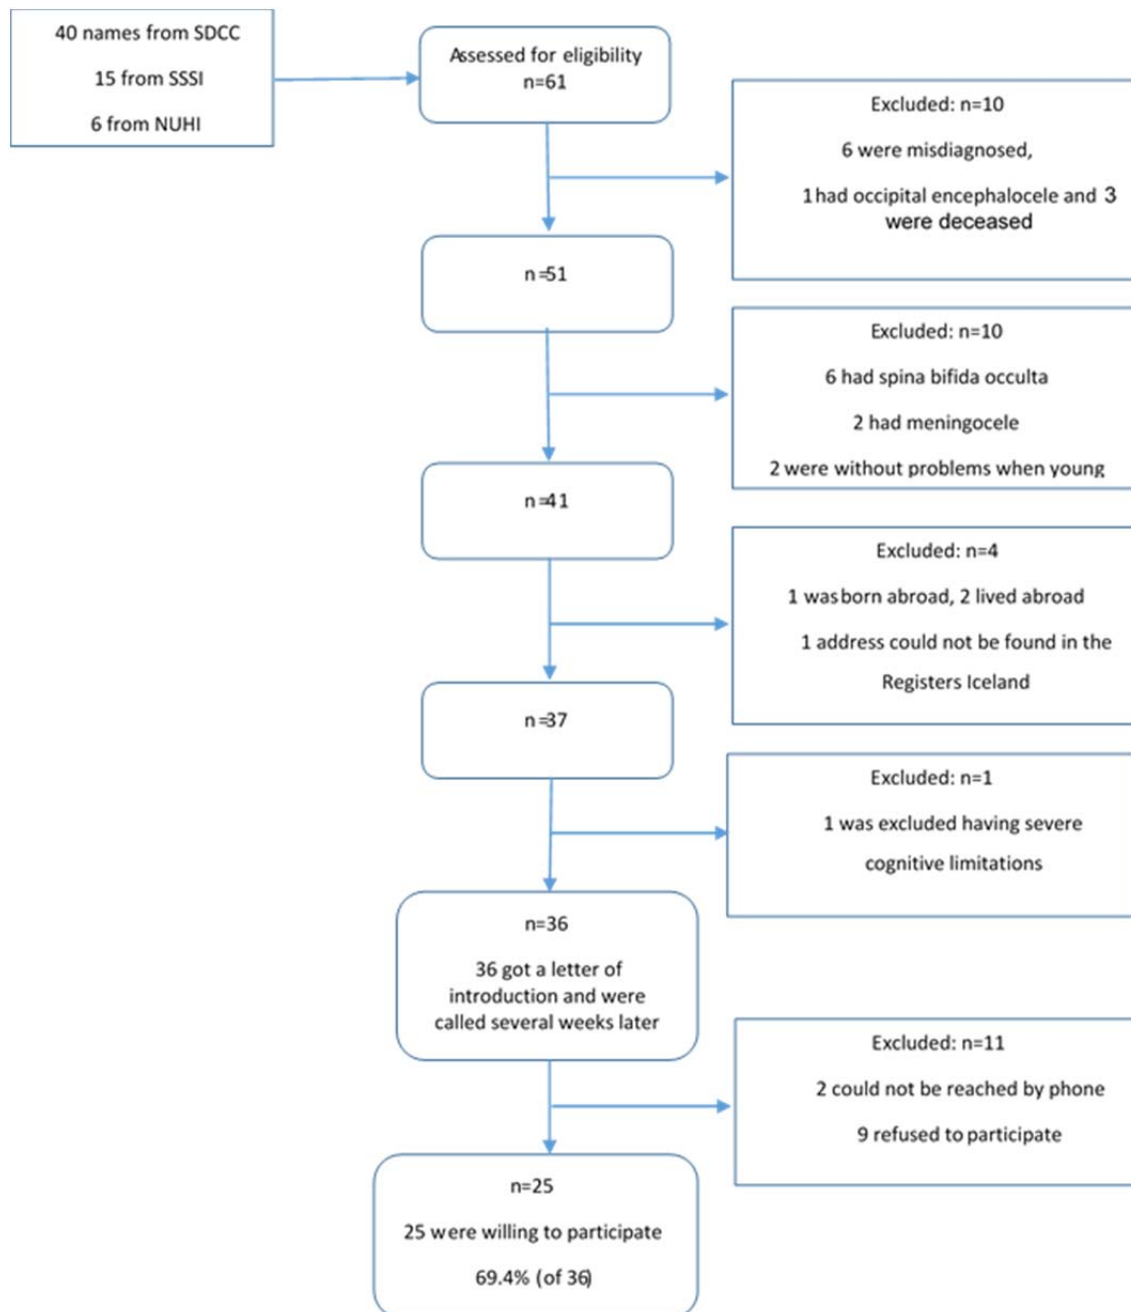 40 names from SDCC
15 from SSSI
6 from NUHI
Assessed for eligibility
n=61
Excluded: n=10
6 were misdiagnosed,
1 had occipital encephalocele and 3
were deceased
n=51
Excluded: n=10
6 had spina bifida occulta
2 had meningocele
2 were without problems when young
n=41
Excluded: n=4
1 was born abroad, 2 lived abroad
1 address could not be found in the
Registers Iceland
n=37
Excluded: n=1
1 was excluded having severe
cognitive limitations
n=36
36 got a letter of
introduction and were
called several weeks later
Excluded: n=11
2 could not be reached by phone
9 refused to participate
n=25
25 were willing to participate
69.4% (of 36)